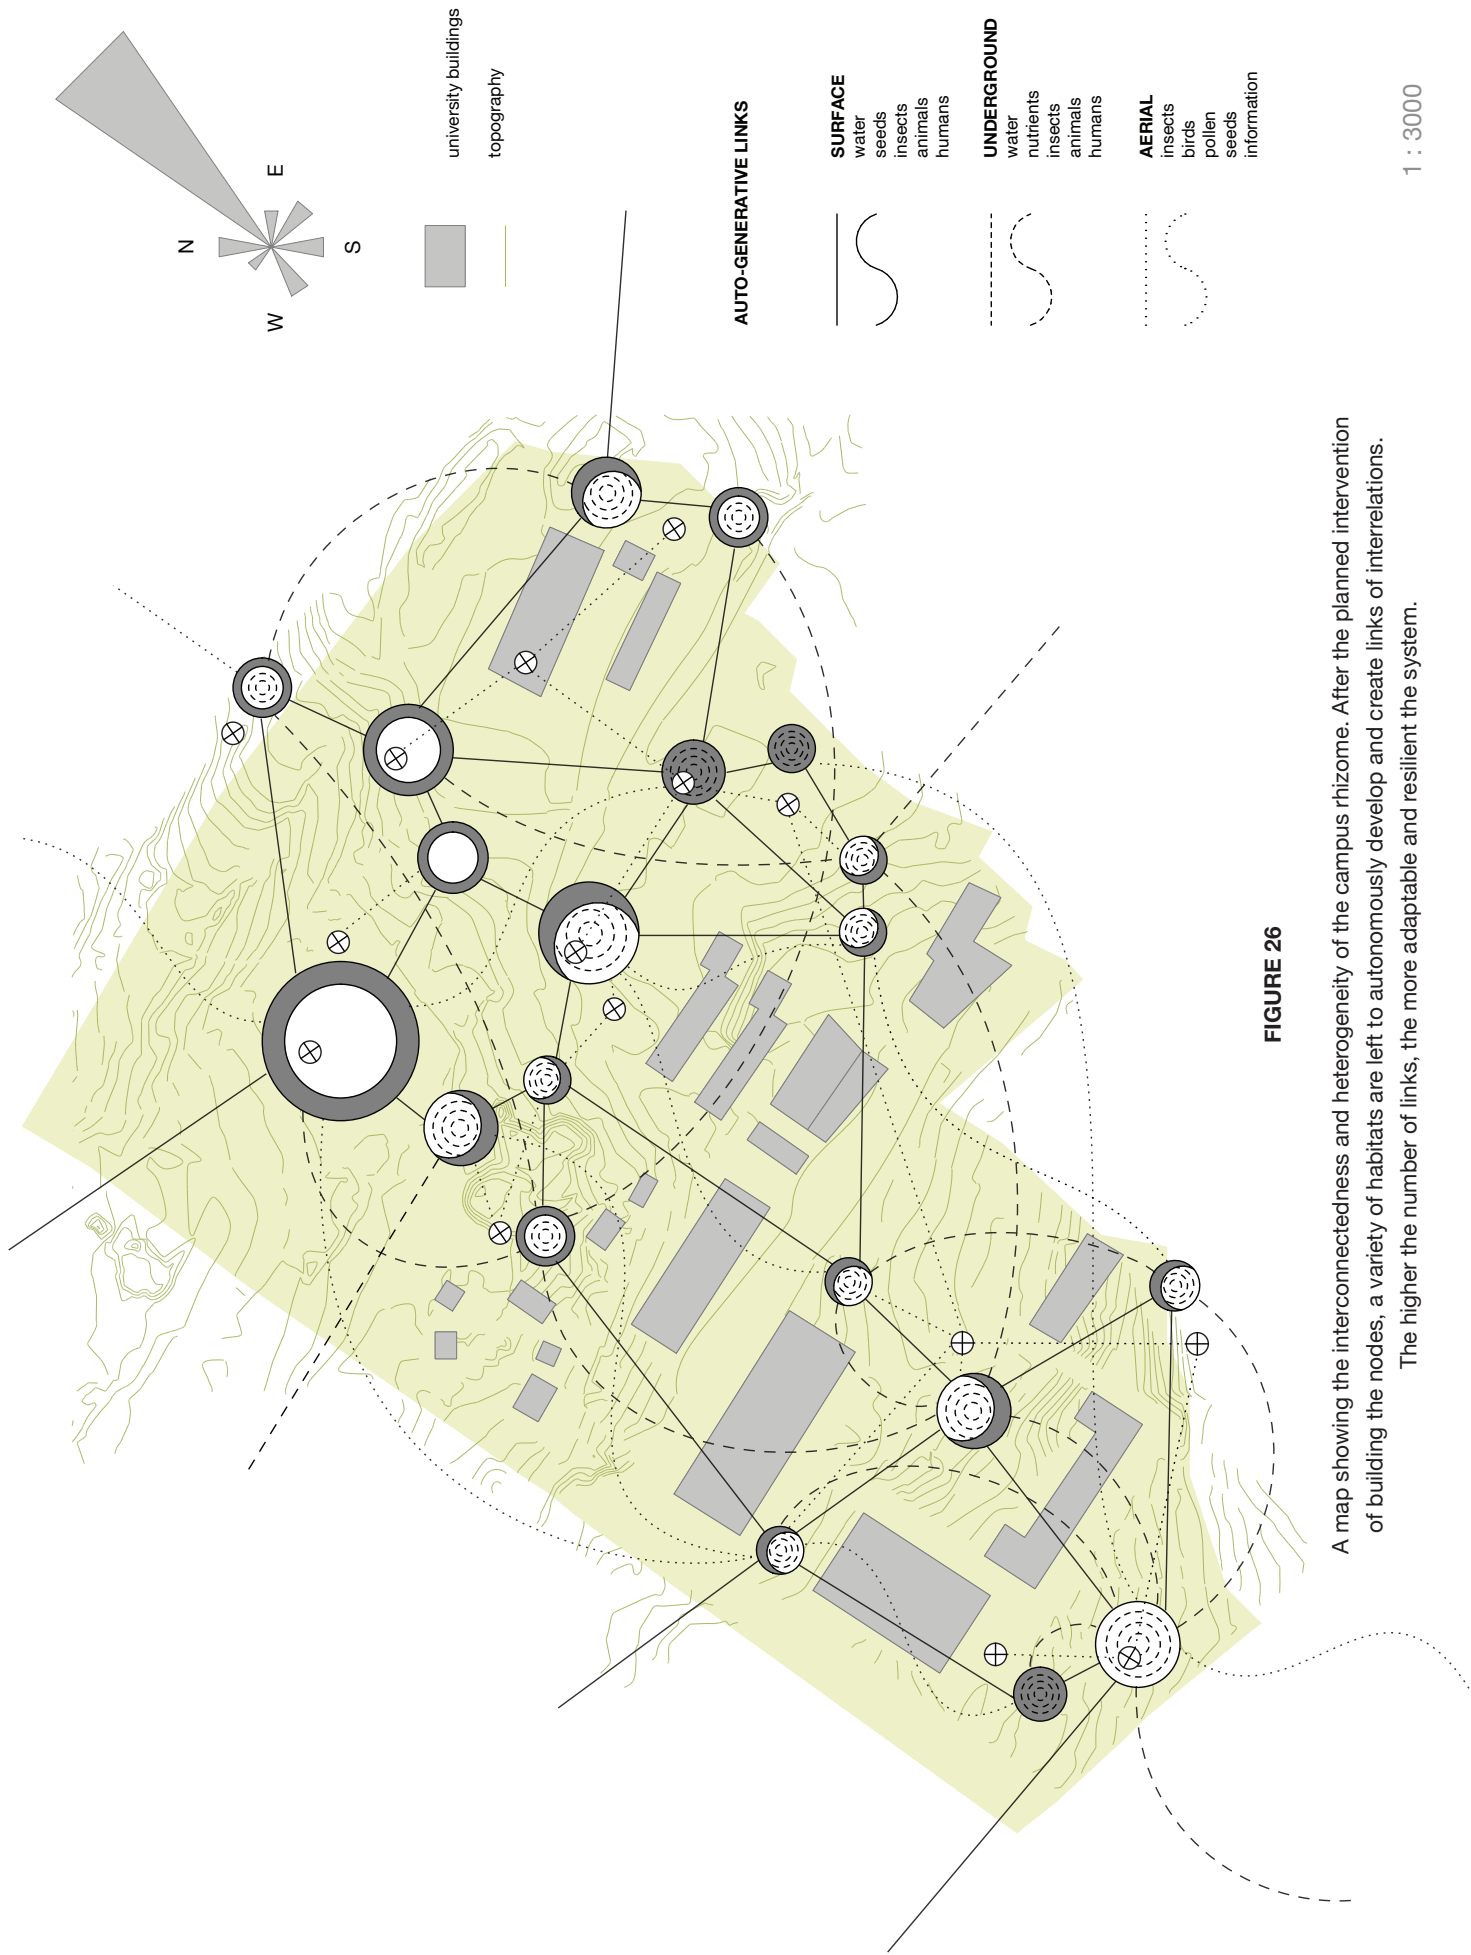 N
E
S
W
university buildings
topography
AUTO-GENERATIVE LINKS
SURFACE
water
seeds
insects
animals
humans
UNDERGROUND
water
nutrients
insects
animals
humans
AERIAL
insects
birds
pollen
seeds
information
1 : 3000
FIGURE 26
A map showing the interconnectedness and heterogeneity of the campus rhizome. After the planned intervention
of building the nodes, a variety of habitats are left to autonomously develop and create links of interrelations.
The higher the number of links, the more adaptable and resilient the system.